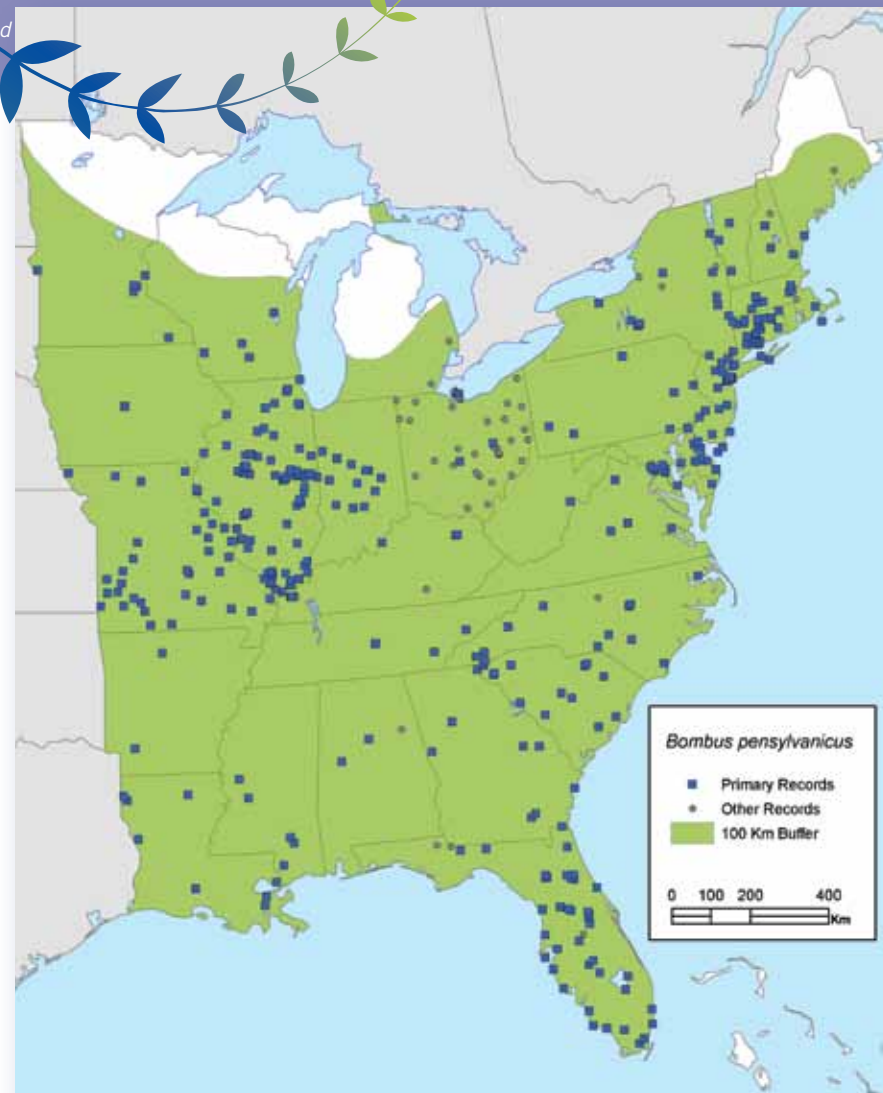 d
Bombus pensylvanicus
Primary Records
Other Records
100 Km Buffer
0 100 200 400
Km